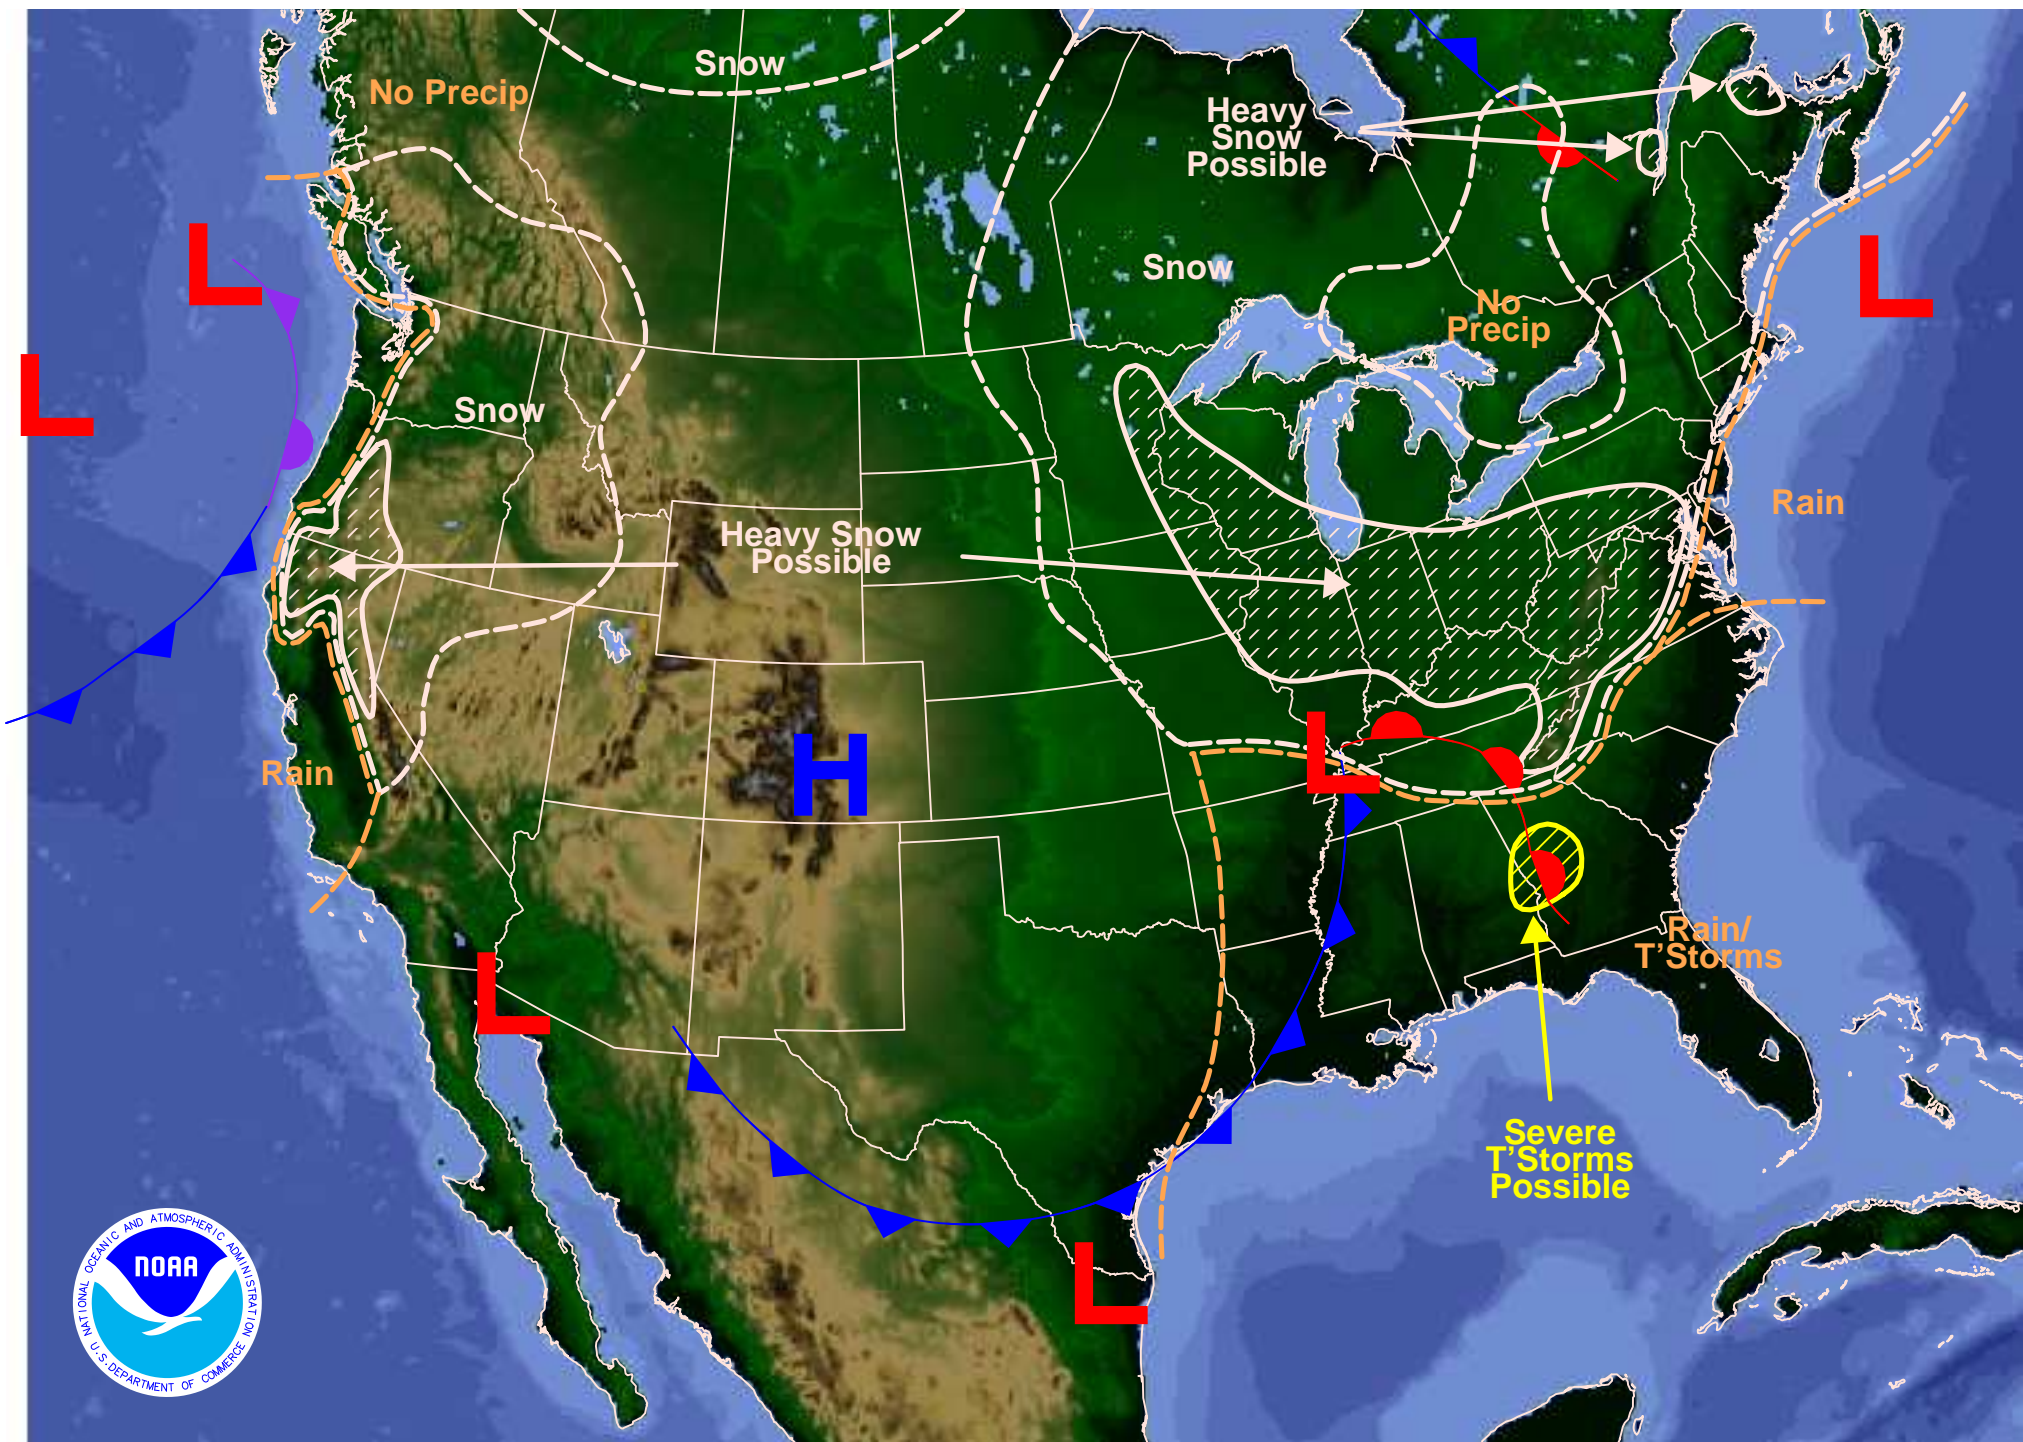 Snow
No Precip
Heavy
Snow
Possible
Snow
No
Precip
Snow
Heavy Snow
Possible
Rain
Rain
L
L
L
L
L
L
H
Rain/
T'Storms
Severe
T'Storms
Possible
NOAA
NATIONAL OCEANIC AND ATMOSPHERIC ADMINISTRATION
U.S. DEPARTMENT OF COMMERCE